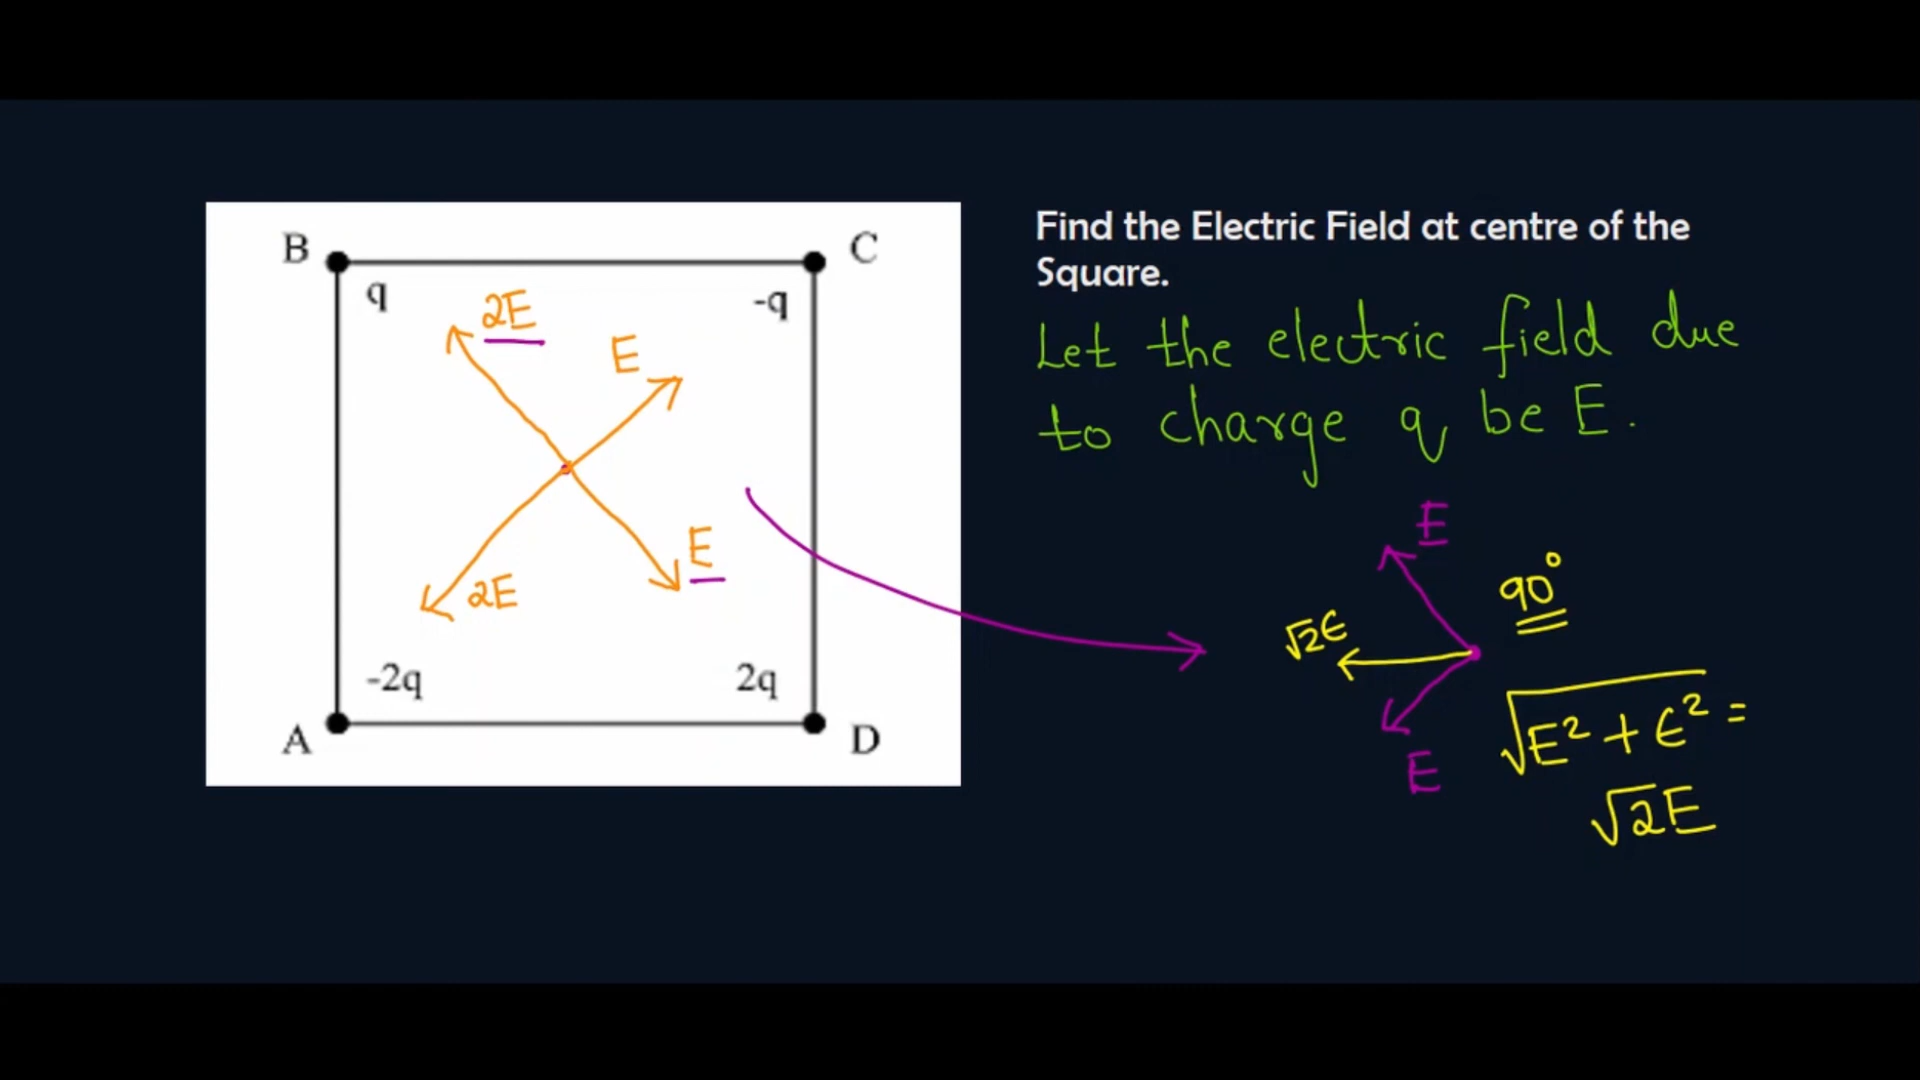 Find the Electric Field at centre of the
Square.
Let the electric field due
to charge q be E.
B
C
q
-q
2E
E
E
2E
-2q
2q
A
D
E
90°
√2E
√E² + E² =
E
√2E